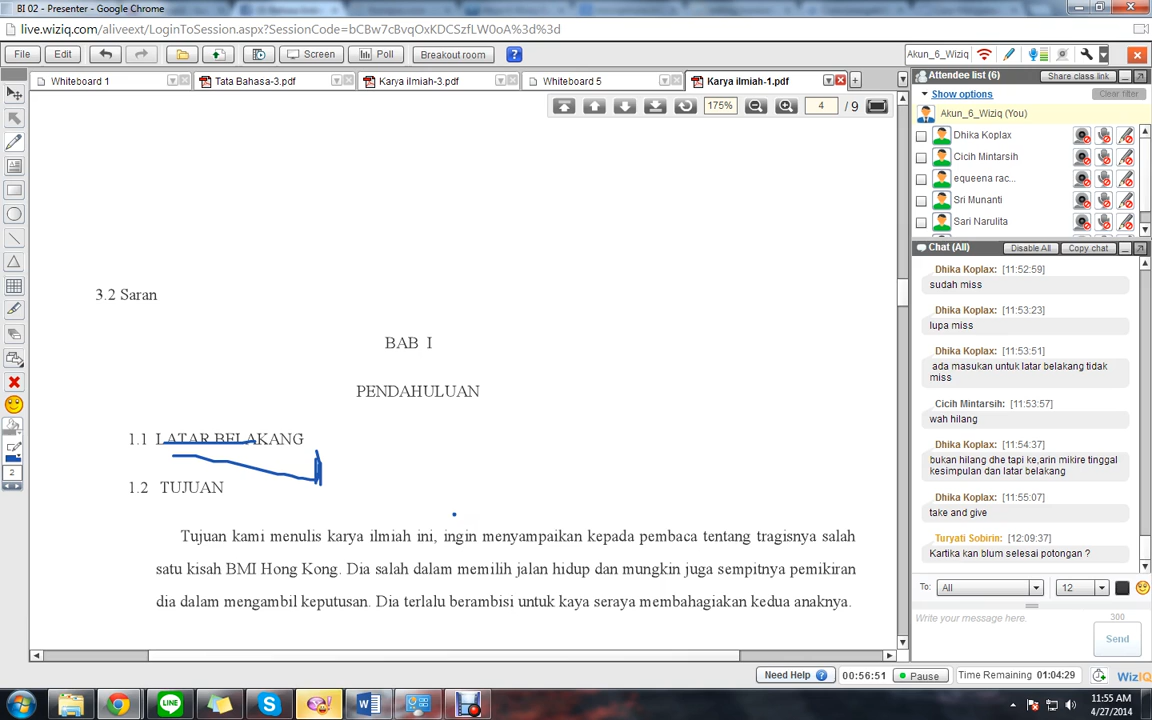 BI 02 - Presenter - Google Chrome
live.wiziq.com/aliveext/LoginToSession.aspx?SessionCode=bCBw7cBvqOxKDCSzfLW0oA%3d%3d
File Edit Screen Poll Breakout room ? Akun_6_Wiziq
Whiteboard 1 Tata Bahasa-3.pdf Karya ilmiah-3.pdf Whiteboard 5 Karya ilmiah-1.pdf
175% 4 / 9
3.2 Saran
BAB I
PENDAHULUAN
1.1 LATAR BELAKANG
1.2 TUJUAN
Tujuan kami menulis karya ilmiah ini, ingin menyampaikan kepada pembaca tentang tragisnya salah
satu kisah BMI Hong Kong. Dia salah dalam memilih jalan hidup dan mungkin juga sempitnya pemikiran
dia dalam mengambil keputusan. Dia terlalu berambisi untuk kaya seraya membahagiakan kedua anaknya.
2
Attendee list (6) Share class link
Show options Clear filter
Akun_6_Wiziq (You)
Dhika Koplax
Cicih Mintarsih
equeena rac...
Sri Munanti
Sari Narulita
Chat (All) Disable All Copy chat
Dhika Koplax: [11:52:59]
sudah miss
Dhika Koplax: [11:53:23]
lupa miss
Dhika Koplax: [11:53:51]
ada masukan untuk latar belakang tidak
miss
Cicih Mintarsih: [11:53:57]
wah hilang
Dhika Koplax: [11:54:37]
bukan hilang dhe tapi ke,arin mikire tinggal
kesimpulan dan latar belakang
Dhika Koplax: [11:55:07]
take and give
Turyati Sobirin: [12:09:37]
Kartika kan blum selesai potongan ?
To: All 12
Write your message here. 300
Send
Need Help ? 00:56:51 Pause Time Remaining 01:04:29 WizIQ
11:55 AM
4/27/2014